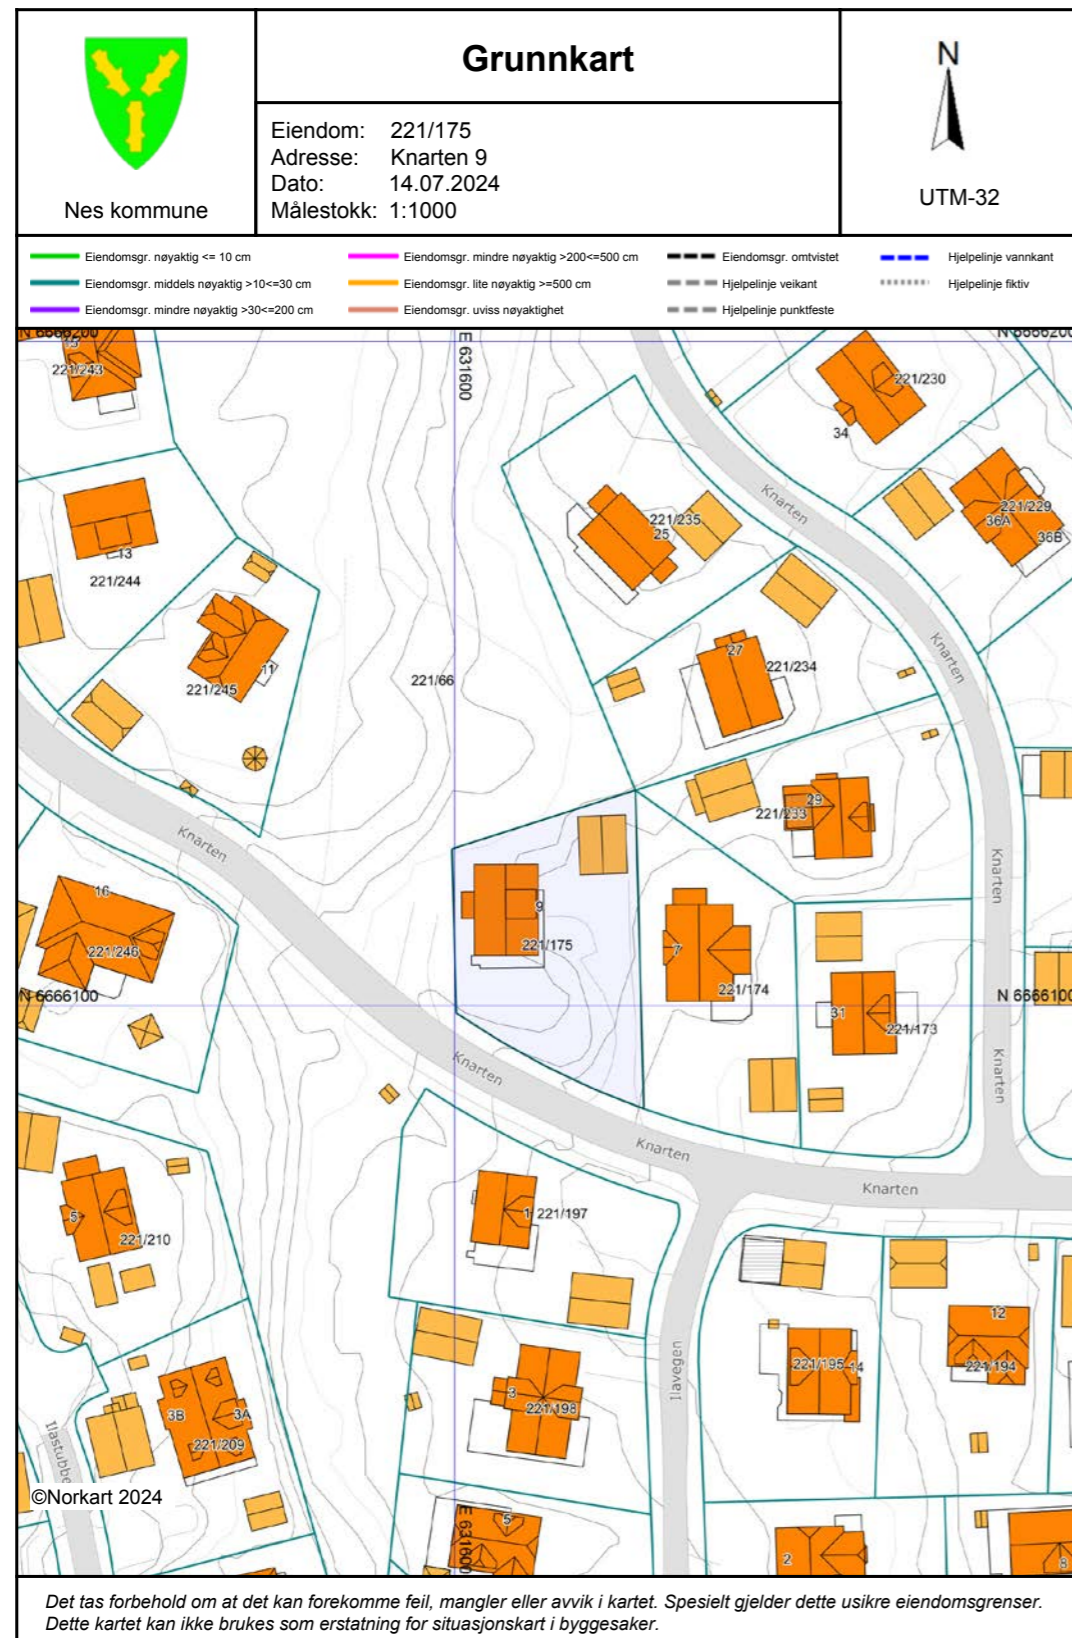 Nes kommune
Grunnkart
Eiendom: 221/175
Adresse: Knarten 9
Dato: 14.07.2024
Målestokk: 1:1000
N
UTM-32
Eiendomsgr. nøyaktig <= 10 cm
Eiendomsgr. middels nøyaktig >10<=30 cm
Eiendomsgr. mindre nøyaktig >30<=200 cm
Eiendomsgr. mindre nøyaktig >200<=500 cm
Eiendomsgr. lite nøyaktig >=500 cm
Eiendomsgr. uviss nøyaktighet
Eiendomsgr. omtvistet
Hjelpelinje veikant
Hjelpelinje punktfeste
Hjelpelinje vannkant
Hjelpelinje fiktiv
N 6666200
E 631600
N 6666200
15
221/243
221/230
34
Knarten
221/229
36A
36B
221/235
25
13
221/244
Knarten
27
221/234
11
221/245
221/66
29
221/233
Knarten
Knarten
16
221/246
9
221/175
7
221/174
N 6666100
N 6666100
31
221/173
Knarten
Knarten
Knarten
Knarten
5
221/210
1
221/197
12
221/194
221/195
14
Ilavegen
3
221/198
3B
3A
221/209
Ilastubbe
©Norkart 2024
E 631600
5
2
8
Det tas forbehold om at det kan forekomme feil, mangler eller avvik i kartet. Spesielt gjelder dette usikre eiendomsgrenser.
Dette kartet kan ikke brukes som erstatning for situasjonskart i byggesaker.